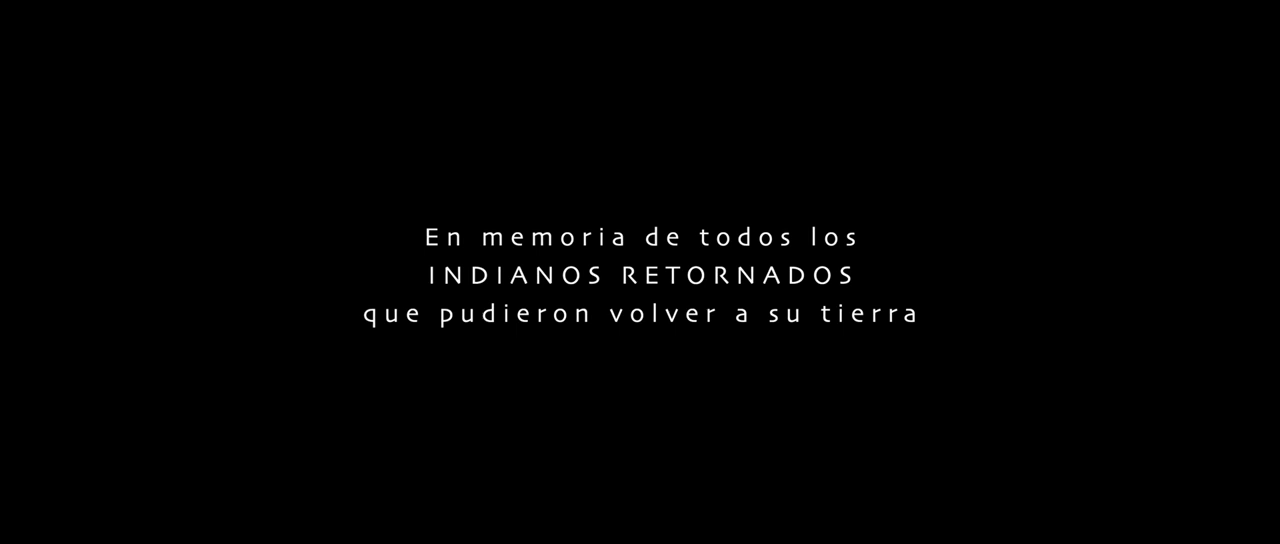 En memoria de todos los
INDIANOS RETORNADOS
que pudieron volver a su tierra